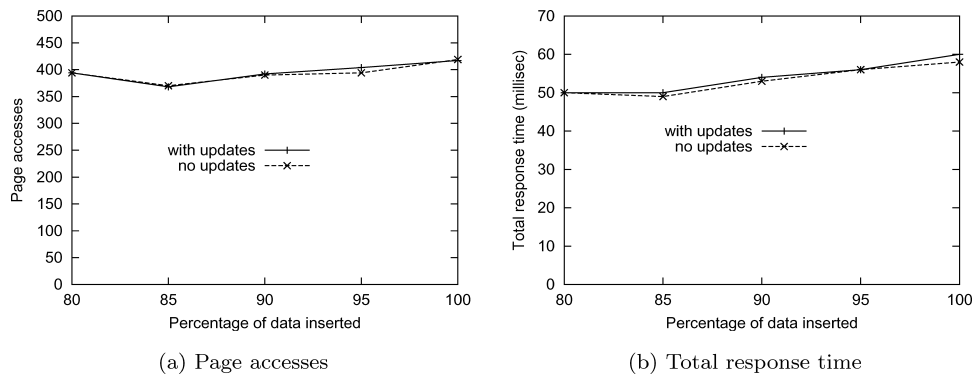 500
450
400
350
300
250
200
150
100
50
0
Page accesses
with updates
no updates
80 85 90 95 100
Percentage of data inserted
(a) Page accesses
70
60
50
40
30
20
10
0
Total response time (millisec)
with updates
no updates
80 85 90 95 100
Percentage of data inserted
(b) Total response time